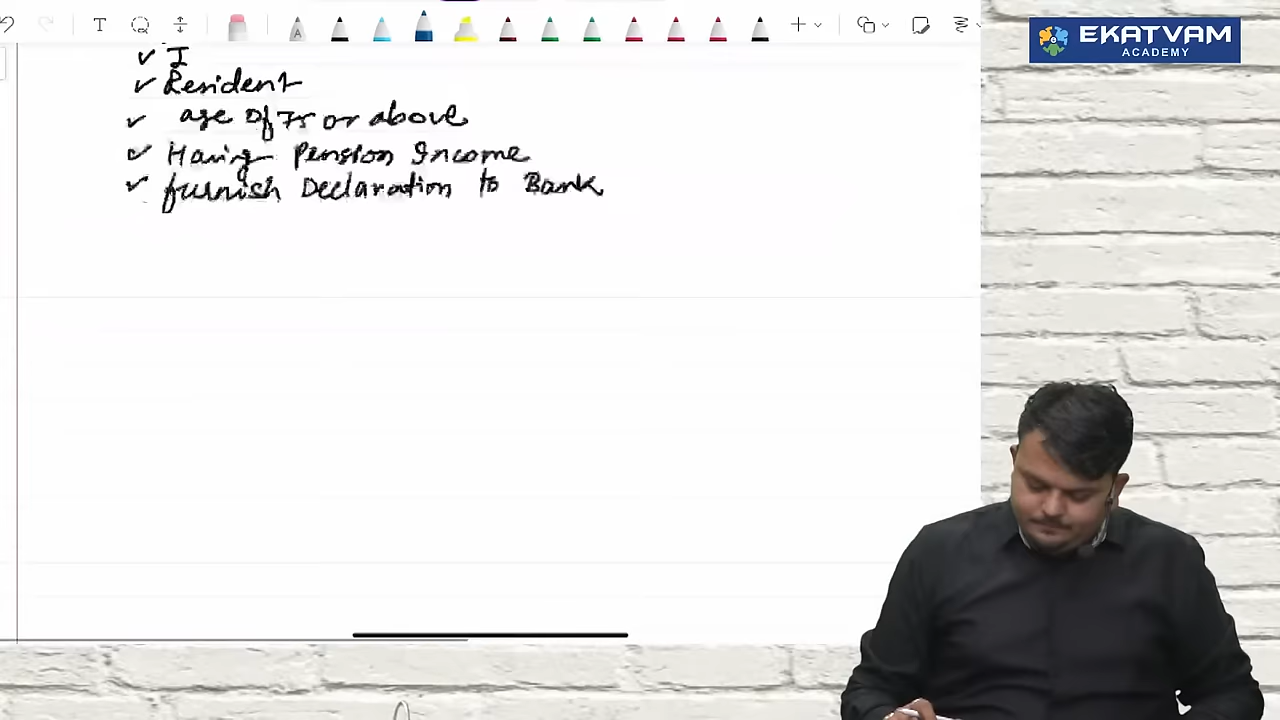 EKATVAM
ACADEMY
✓ I
✓ Resident
✓ age of 75 or above
✓ Having Pension Income
✓ furnish Declaration to Bank